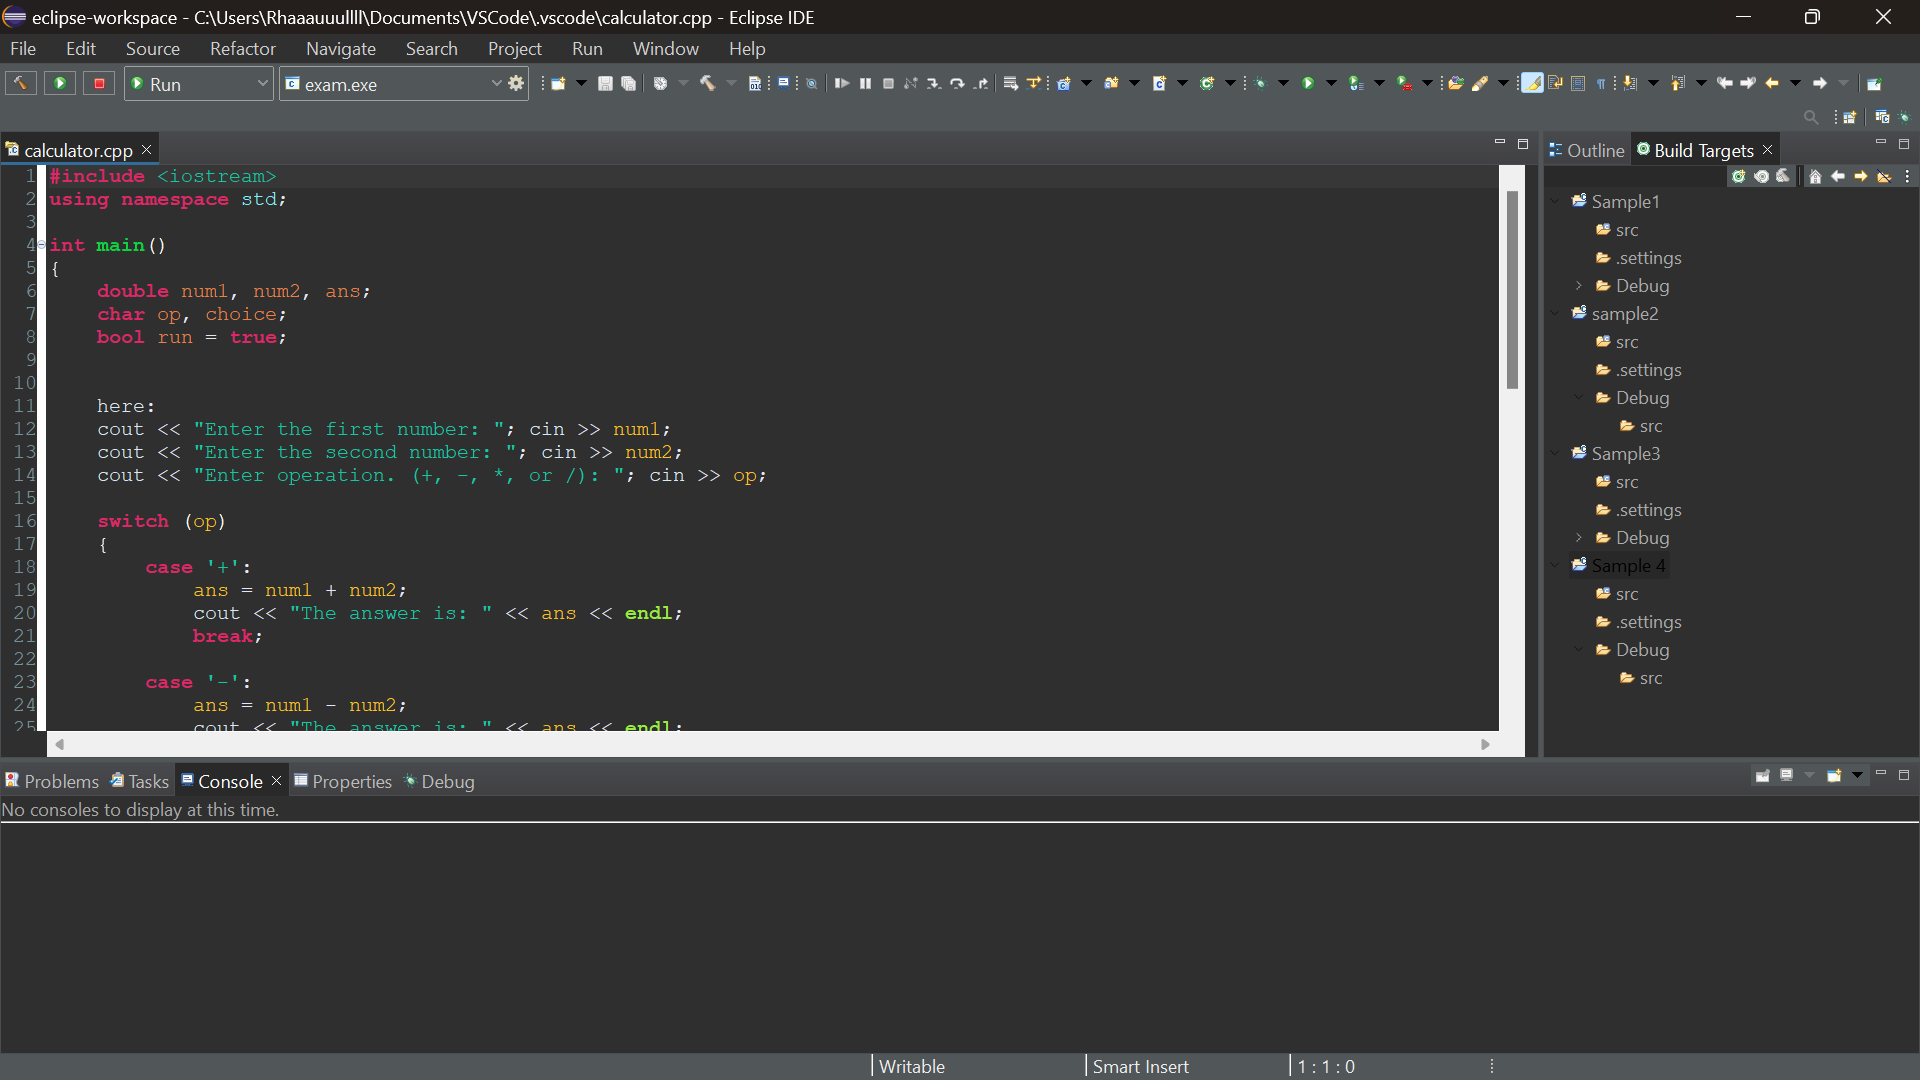 eclipse-workspace - C:\Users\Rhaaauuullll\Documents\VSCode\.vscode\calculator.cpp - Eclipse IDE
File Edit Source Refactor Navigate Search Project Run Window Help
Run exam.exe
calculator.cpp
1 #include <iostream>
2 using namespace std;
3
4 int main()
5 {
6     double num1, num2, ans;
7     char op, choice;
8     bool run = true;
9
10
11     here:
12     cout << "Enter the first number: "; cin >> num1;
13     cout << "Enter the second number: "; cin >> num2;
14     cout << "Enter operation. (+, -, *, or /): "; cin >> op;
15
16     switch (op)
17     {
18         case '+':
19             ans = num1 + num2;
20             cout << "The answer is: " << ans << endl;
21             break;
22
23         case '-':
24             ans = num1 - num2;
25             cout << "The answer is: " << ans << endl;
Outline Build Targets
Sample1
src
.settings
Debug
sample2
src
.settings
Debug
src
Sample3
src
.settings
Debug
Sample 4
src
.settings
Debug
src
Problems Tasks Console Properties Debug
No consoles to display at this time.
Writable Smart Insert 1 : 1 : 0